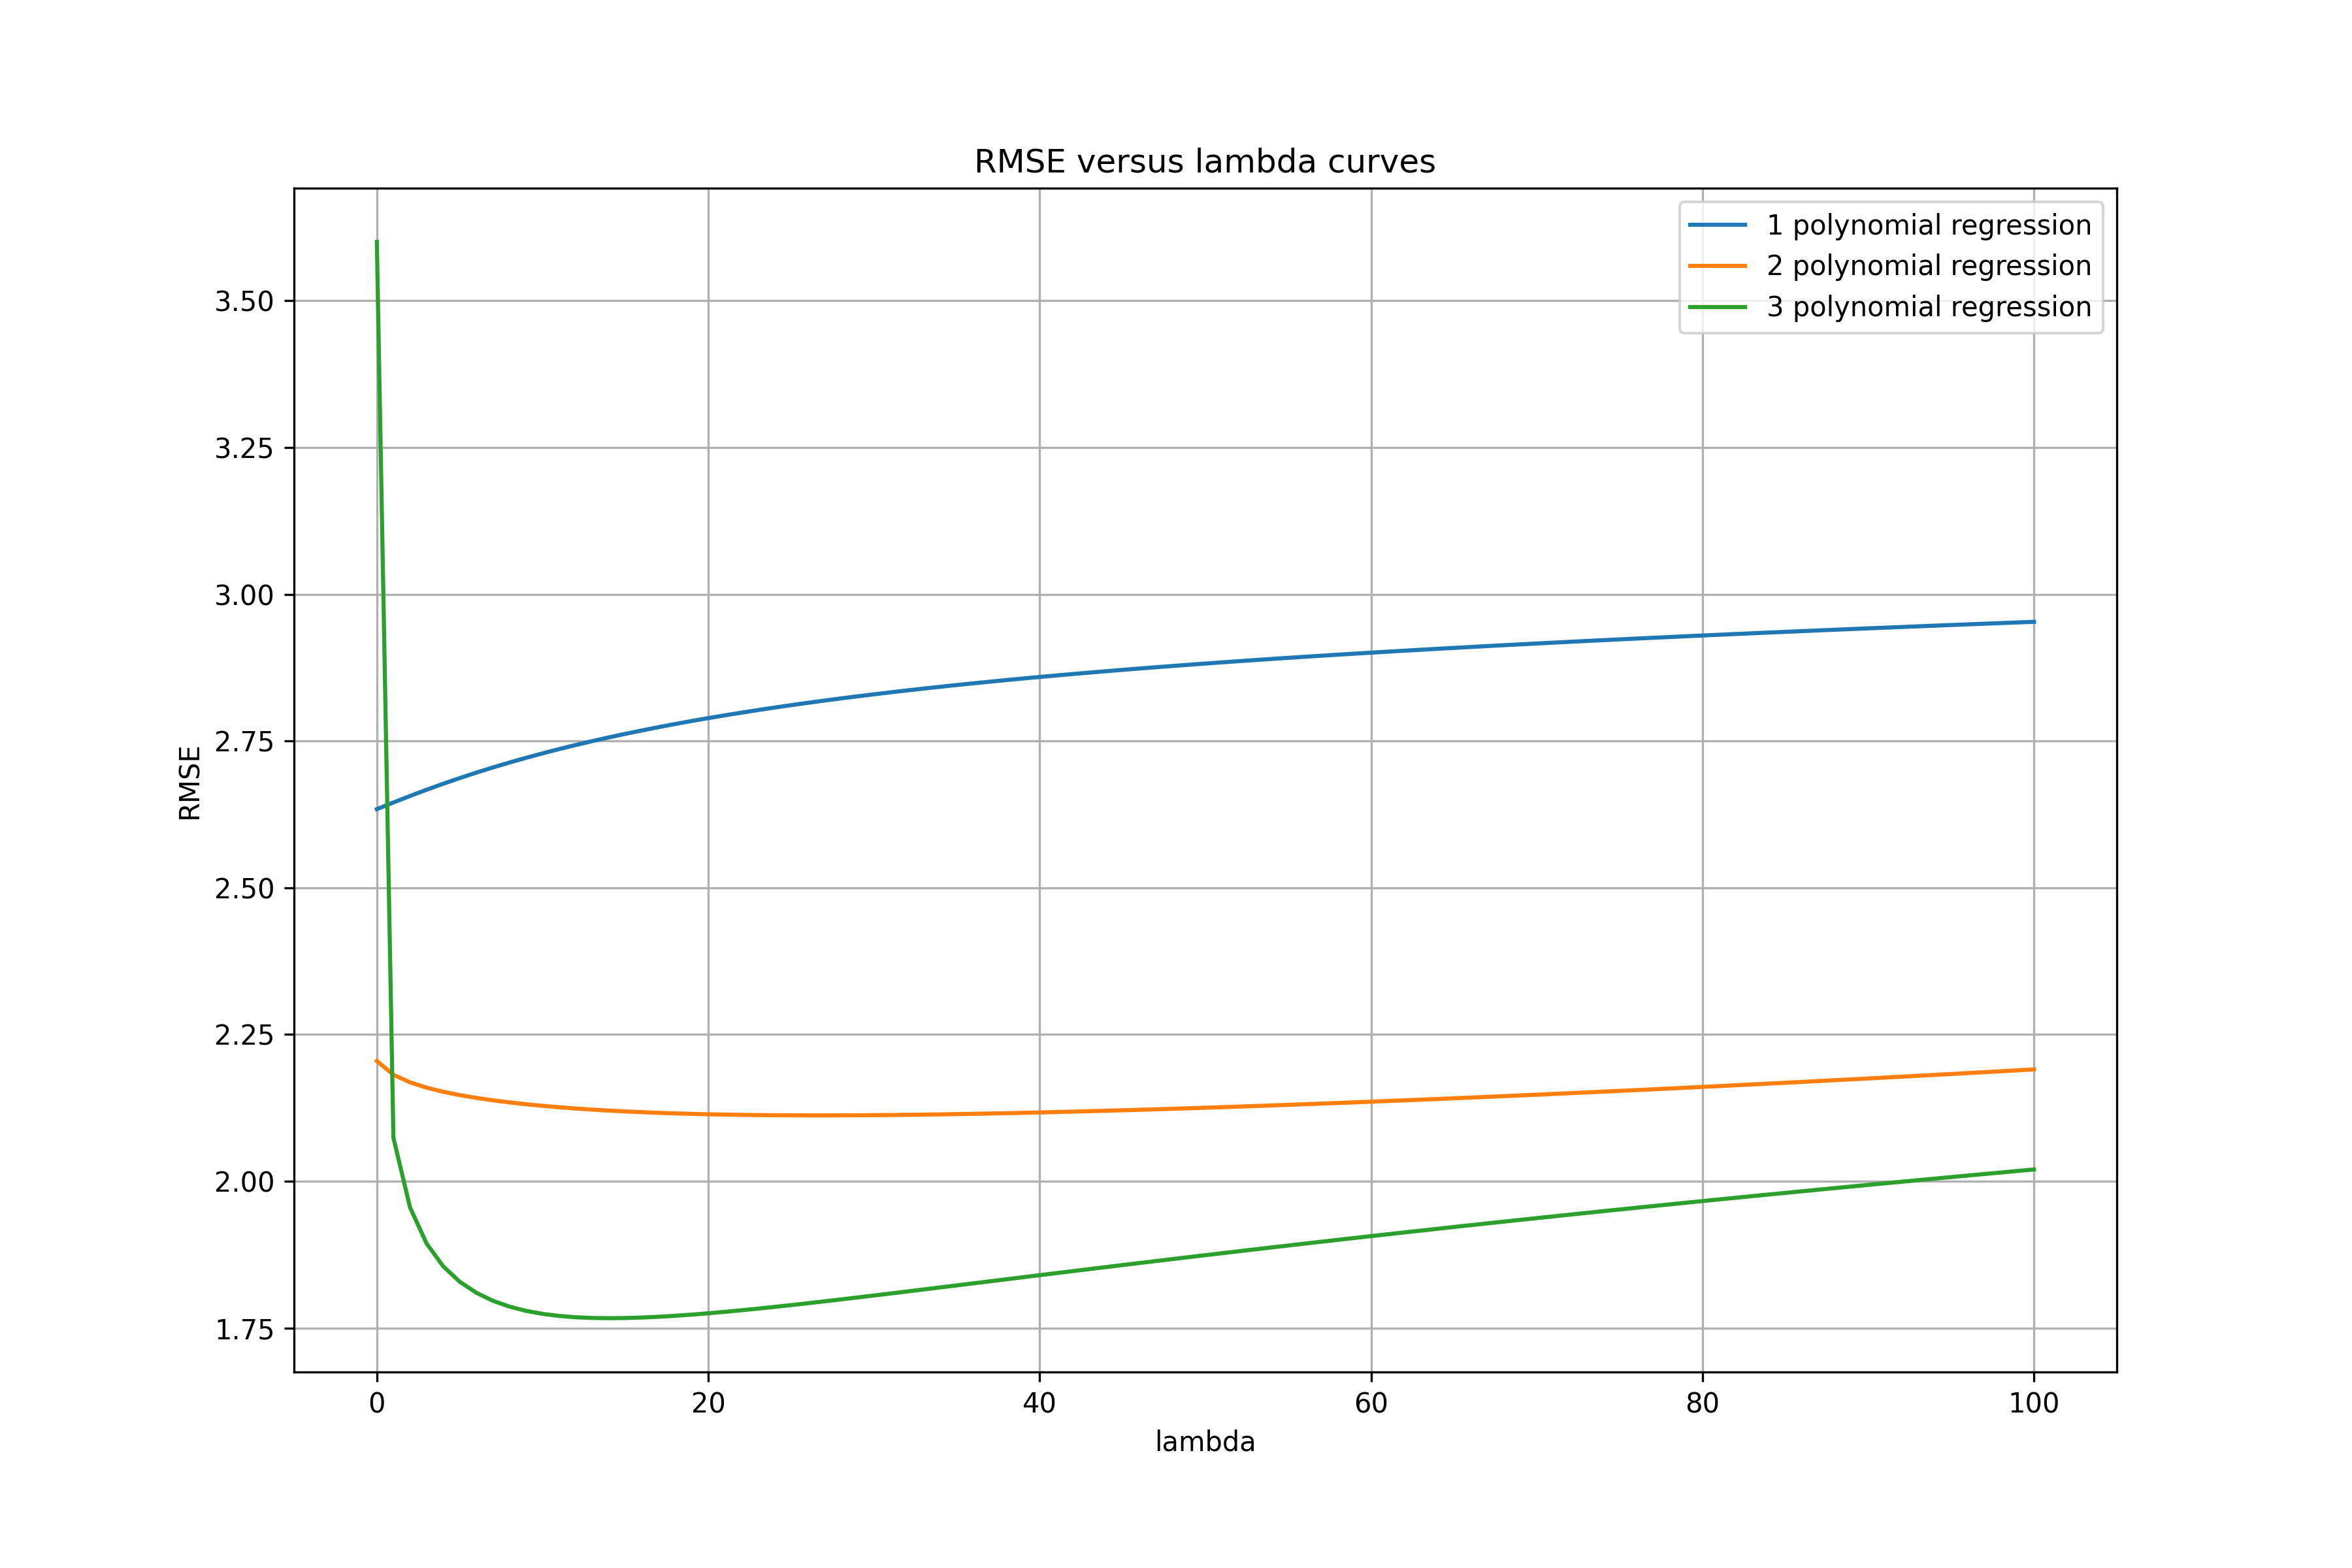 RMSE versus lambda curves
1 polynomial regression
2 polynomial regression
3 polynomial regression
3.50
3.25
3.00
2.75
2.50
2.25
2.00
1.75
RMSE
0 20 40 60 80 100
lambda